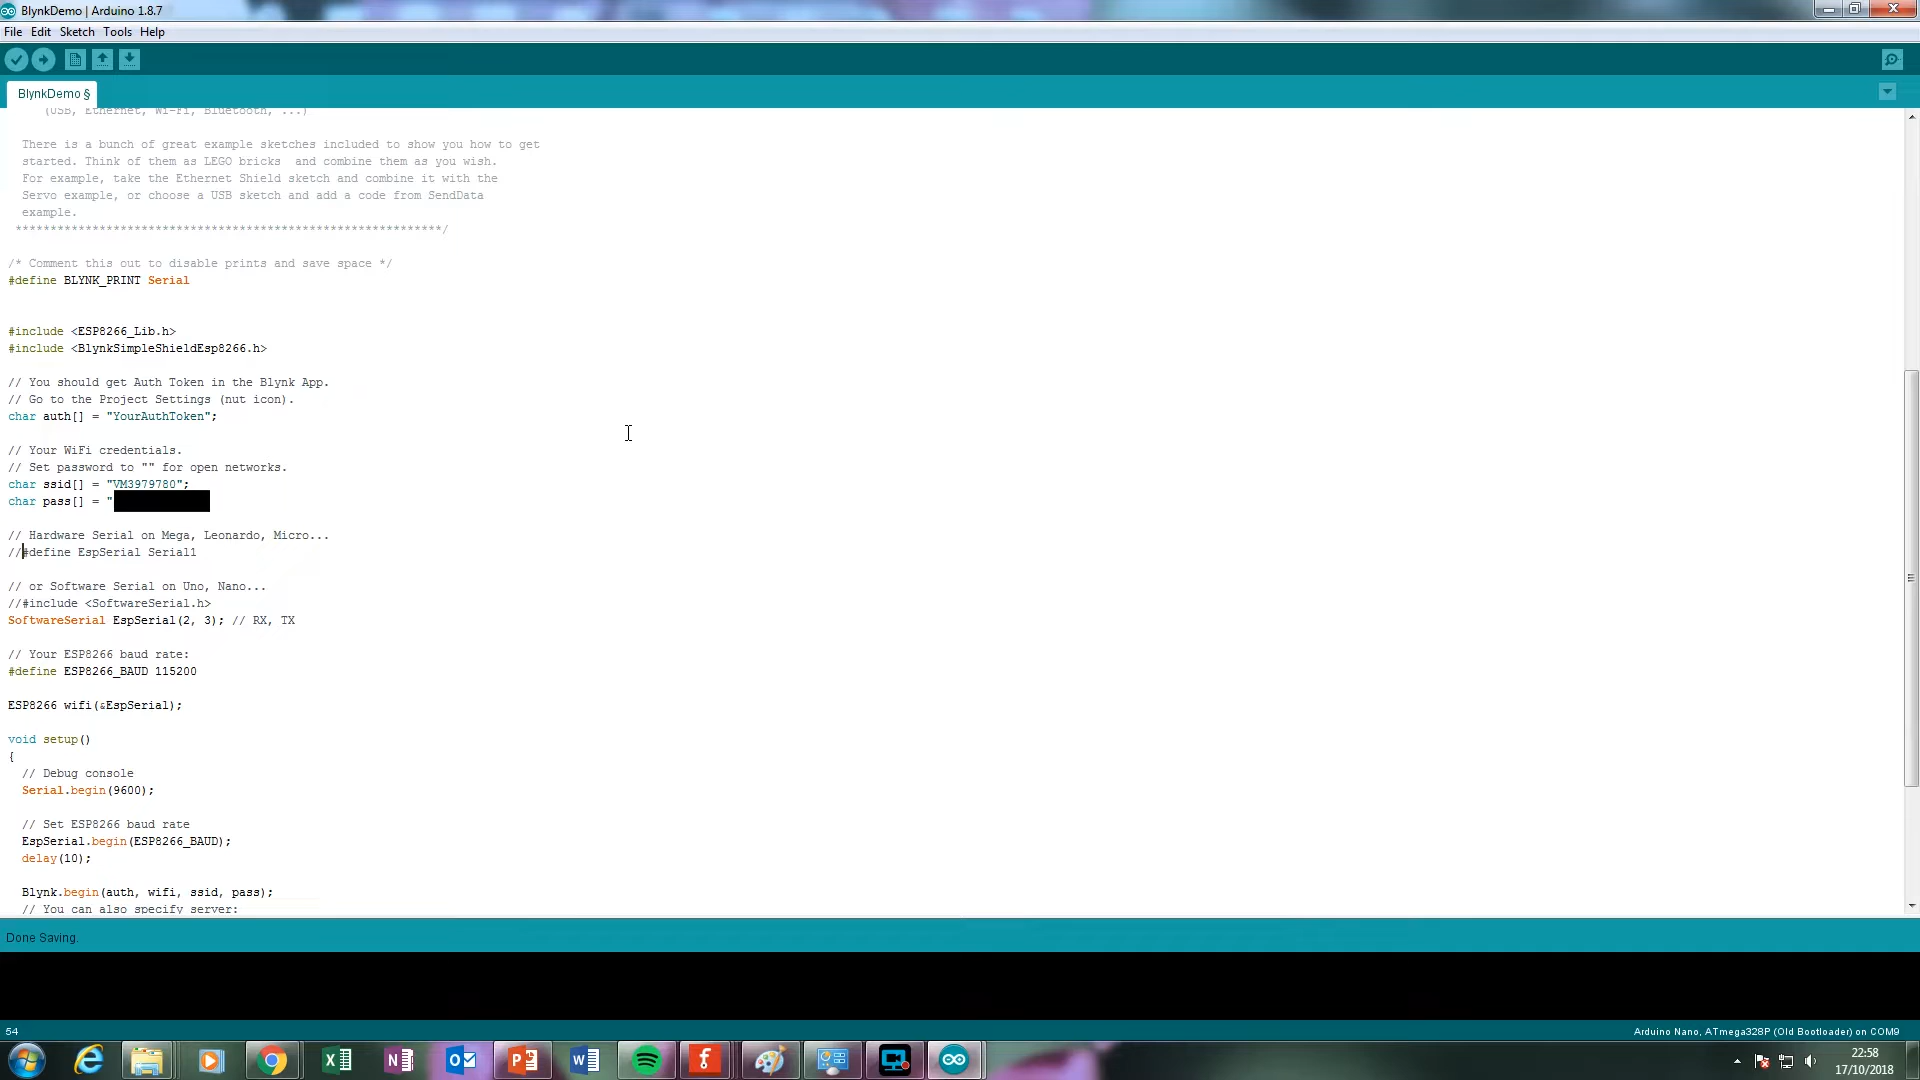 BlynkDemo | Arduino 1.8.7
File Edit Sketch Tools Help
BlynkDemo §
(USB, Ethernet, Wi-Fi, Bluetooth, ...)
There is a bunch of great example sketches included to show you how to get
started. Think of them as LEGO bricks  and combine them as you wish.
For example, take the Ethernet Shield sketch and combine it with the
Servo example, or choose a USB sketch and add a code from SendData
example.
*************************************************************/
/* Comment this out to disable prints and save space */
#define BLYNK_PRINT Serial
#include <ESP8266_Lib.h>
#include <BlynkSimpleShieldEsp8266.h>
// You should get Auth Token in the Blynk App.
// Go to the Project Settings (nut icon).
char auth[] = "YourAuthToken";
// Your WiFi credentials.
// Set password to "" for open networks.
char ssid[] = "VM3979780";
char pass[] = "
// Hardware Serial on Mega, Leonardo, Micro...
//#define EspSerial Serial1
// or Software Serial on Uno, Nano...
//#include <SoftwareSerial.h>
SoftwareSerial EspSerial(2, 3); // RX, TX
// Your ESP8266 baud rate:
#define ESP8266_BAUD 115200
ESP8266 wifi(&EspSerial);
void setup()
{
// Debug console
Serial.begin(9600);
// Set ESP8266 baud rate
EspSerial.begin(ESP8266_BAUD);
delay(10);
Blynk.begin(auth, wifi, ssid, pass);
// You can also specify server:
Done Saving.
54
Arduino Nano, ATmega328P (Old Bootloader) on COM9
22:58
17/10/2018